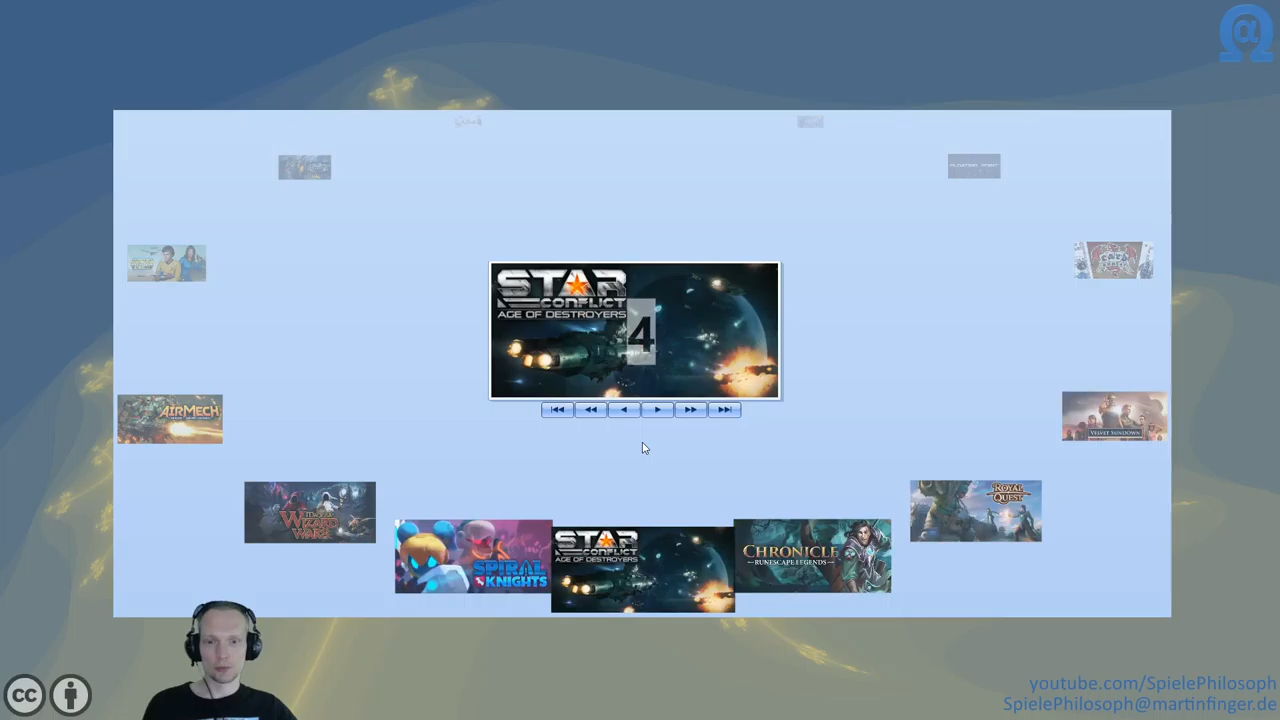 STAR
CONFLICT
AGE OF DESTROYERS
4
AIRMECH
VELVET SUNDOWN
ROYAL
QUEST
WIZARD
WARS
SPIRAL
KNIGHTS
STAR
CONFLICT
AGE OF DESTROYERS
CHRONICLE
RUNESCAPE LEGENDS
cc
youtube.com/SpielePhilosoph
SpielePhilosoph@martinfinger.de